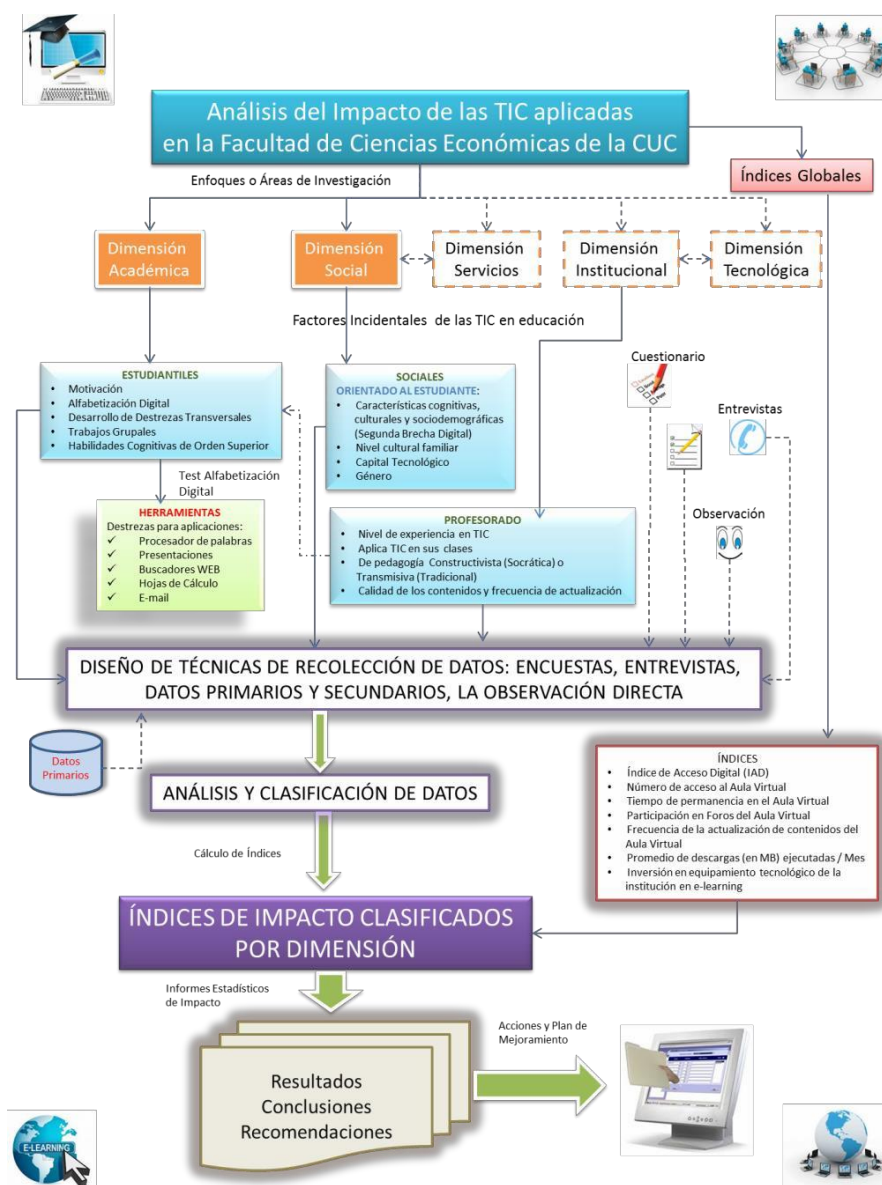 Análisis del Impacto de las TIC aplicadas
en la Facultad de Ciencias Económicas de la CUC
Índices Globales
Enfoques o Áreas de Investigación
Dimensión
Académica
Dimensión
Social
Dimensión
Servicios
Dimensión
Institucional
Dimensión
Tecnológica
Factores Incidentales de las TIC en educación
ESTUDIANTILES
• Motivación
• Alfabetización Digital
• Desarrollo de Destrezas Transversales
• Trabajos Grupales
• Habilidades Cognitivas de Orden Superior
SOCIALES
ORIENTADO AL ESTUDIANTE:
• Características cognitivas,
culturales y sociodemográficas
(Segunda Brecha Digital)
• Nivel cultural familiar
• Capital Tecnológico
• Género
Cuestionario
Entrevistas
Observación
Test Alfabetización
Digital
HERRAMIENTAS
Destrezas para aplicaciones:
✓ Procesador de palabras
✓ Presentaciones
✓ Buscadores WEB
✓ Hojas de Cálculo
✓ E-mail
PROFESORADO
• Nivel de experiencia en TIC
• Aplica TIC en sus clases
• De pedagogía Constructivista (Socrática) o
Transmisiva (Tradicional)
• Calidad de los contenidos y frecuencia de actualización
DISEÑO DE TÉCNICAS DE RECOLECCIÓN DE DATOS: ENCUESTAS, ENTREVISTAS,
DATOS PRIMARIOS Y SECUNDARIOS, LA OBSERVACIÓN DIRECTA
Datos
Primarios
ANÁLISIS Y CLASIFICACIÓN DE DATOS
ÍNDICES
• Índice de Acceso Digital (IAD)
• Número de acceso al Aula Virtual
• Tiempo de permanencia en el Aula Virtual
• Participación en Foros del Aula Virtual
• Frecuencia de la actualización de contenidos del
Aula Virtual
• Promedio de descargas (en MB) ejecutadas / Mes
• Inversión en equipamiento tecnológico de la
institución en e-learning
Cálculo de Índices
ÍNDICES DE IMPACTO CLASIFICADOS
POR DIMENSIÓN
Informes Estadísticos
de Impacto
Acciones y Plan de
Mejoramiento
Resultados
Conclusiones
Recomendaciones
E-LEARNING